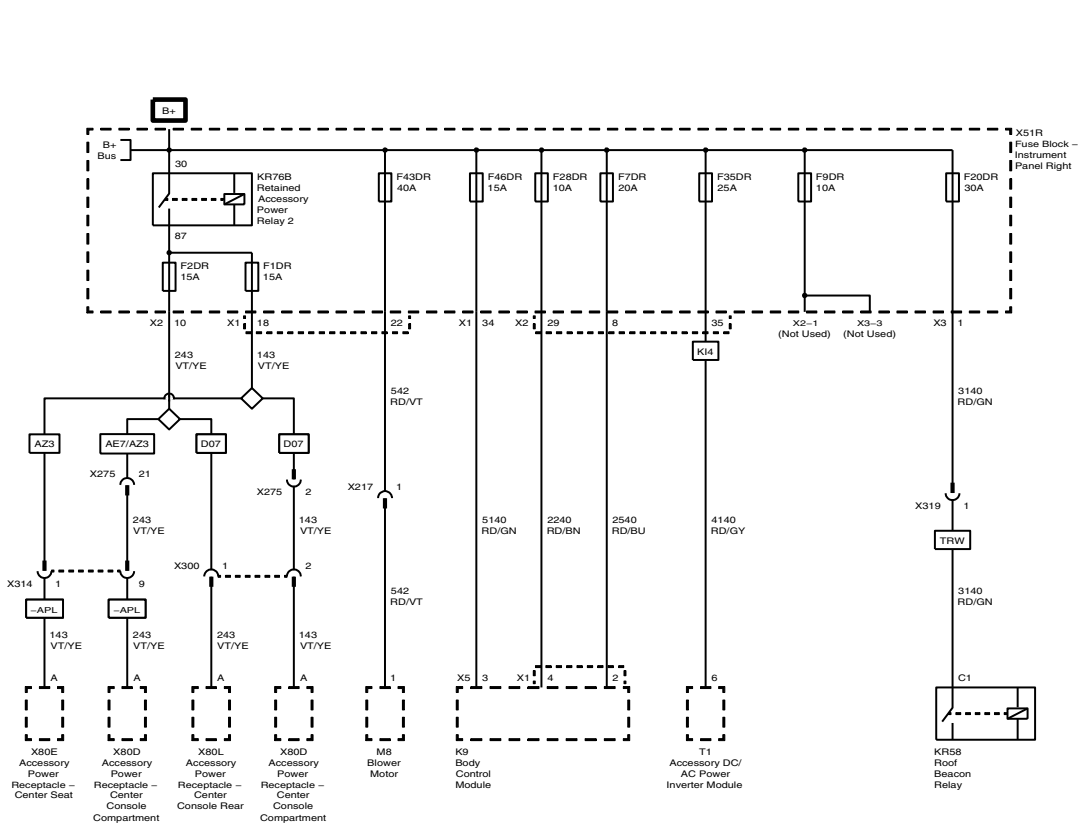 B+
B+
Bus
X51R
Fuse Block –
Instrument
Panel Right
30
KR76B
Retained
Accessory
Power
Relay 2
87
F43DR
40A
F46DR
15A
F28DR
10A
F7DR
20A
F35DR
25A
F9DR
10A
F20DR
30A
F2DR
15A
F1DR
15A
X2 10
X1 18
22
X1 34
X2 29
8
35
X2–1
(Not Used)
X3–3
(Not Used)
X3 1
KI4
243
VT/YE
143
VT/YE
542
RD/VT
3140
RD/GN
AZ3
AE7/AZ3
D07
D07
X275 21
X275 2
X217 1
X319 1
243
VT/YE
143
VT/YE
5140
RD/GN
2240
RD/BN
2540
RD/BU
4140
RD/GY
TRW
X314 1
9
X300 1
2
–APL
–APL
542
RD/VT
3140
RD/GN
143
VT/YE
243
VT/YE
243
VT/YE
143
VT/YE
A
A
A
A
1
X5 3
X1 4
2
6
C1
X80E
Accessory
Power
Receptacle –
Center Seat
X80D
Accessory
Power
Receptacle –
Center
Console
Compartment
X80L
Accessory
Power
Receptacle –
Center
Console Rear
X80D
Accessory
Power
Receptacle –
Center
Console
Compartment
M8
Blower
Motor
K9
Body
Control
Module
T1
Accessory DC/
AC Power
Inverter Module
KR58
Roof
Beacon
Relay